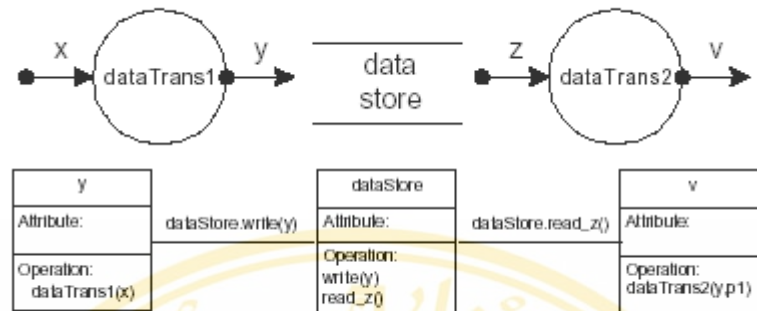 x
dataTrans1
y
data
store
z
dataTrans2
v
y
Attribute:
Operation:
dataTrans1(x)
dataStore.write(y)
dataStore
Attribute:
Operation:
write(y)
read_z()
dataStore.read_z()
v
Attribute:
Operation:
dataTrans2(y,p1)